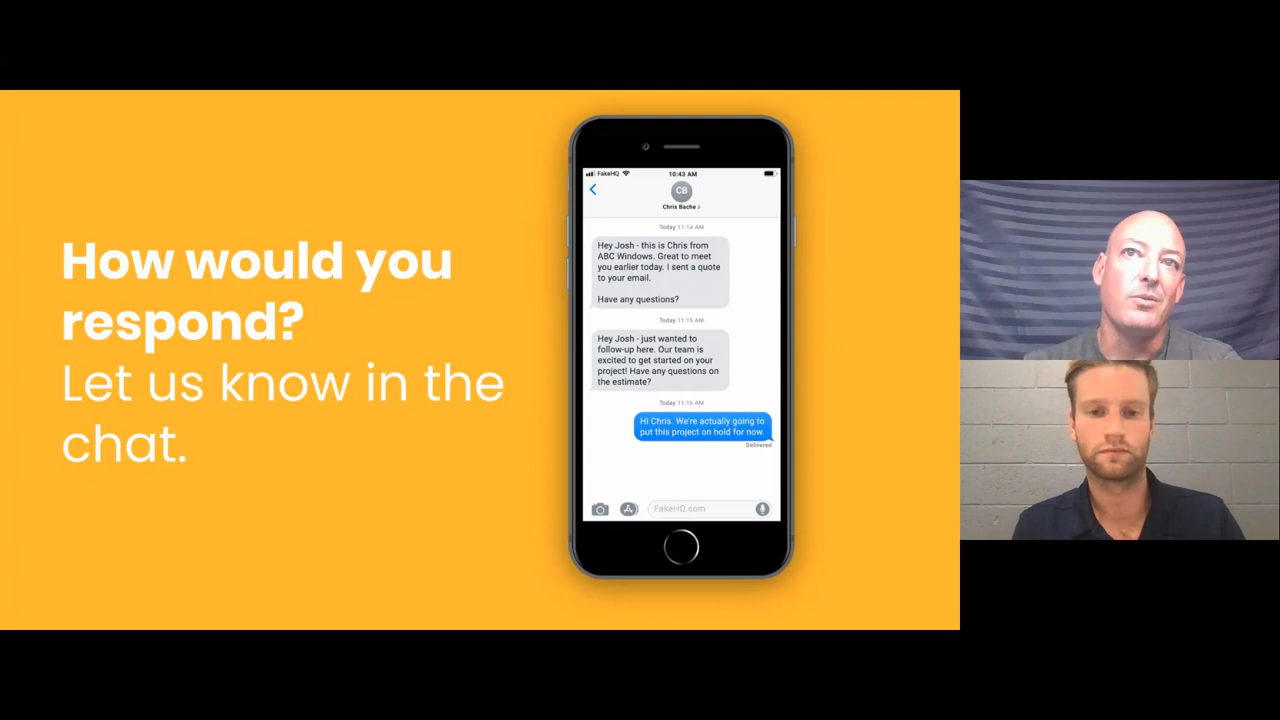 How would you
respond?
Let us know in the
chat.
FakeHQ
10:43 AM
CB
Chris Bache >
Today 11:14 AM
Hey Josh - this is Chris from
ABC Windows. Great to meet
you earlier today. I sent a quote
to your email.
Have any questions?
Today 11:15 AM
Hey Josh - just wanted to
follow-up here. Our team is
excited to get started on your
project! Have any questions on
the estimate?
Today 11:16 AM
Hi Chris. We're actually going to
put this project on hold for now.
Delivered
FakeHQ.com